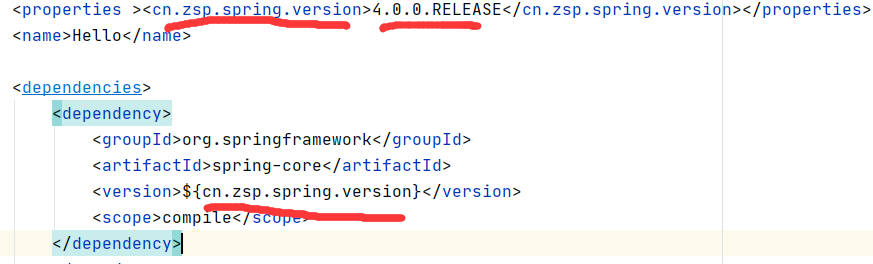 <properties ><cn.zsp.spring.version>4.0.0.RELEASE</cn.zsp.spring.version></properties>
<name>Hello</name>
<dependencies>
<dependency>
<groupId>org.springframework</groupId>
<artifactId>spring-core</artifactId>
<version>${cn.zsp.spring.version}</version>
<scope>compile</scope>
</dependency>